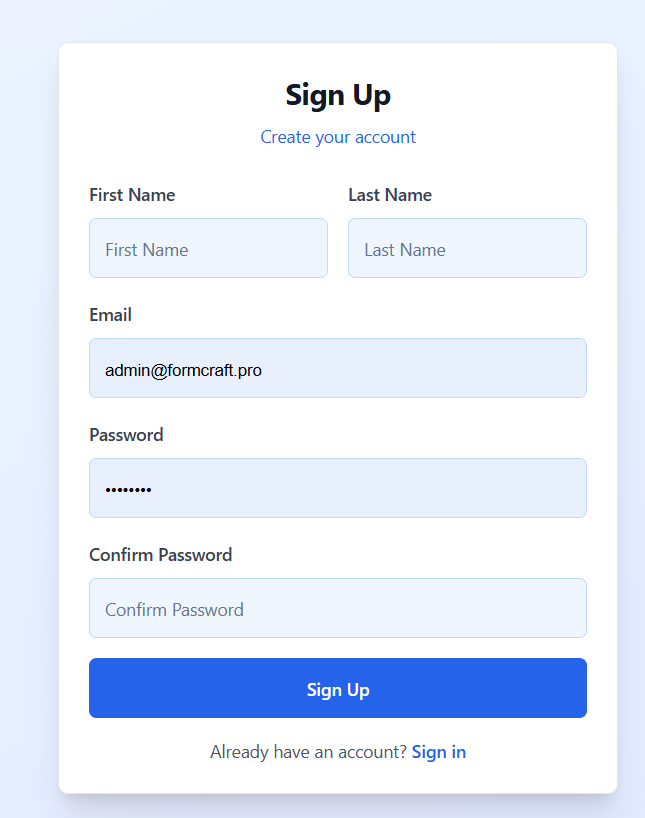 Sign Up
Create your account
First Name Last Name
First Name Last Name
Email
admin@formcraft.pro
Password
••••••••
Confirm Password
Confirm Password
Sign Up
Already have an account? Sign in